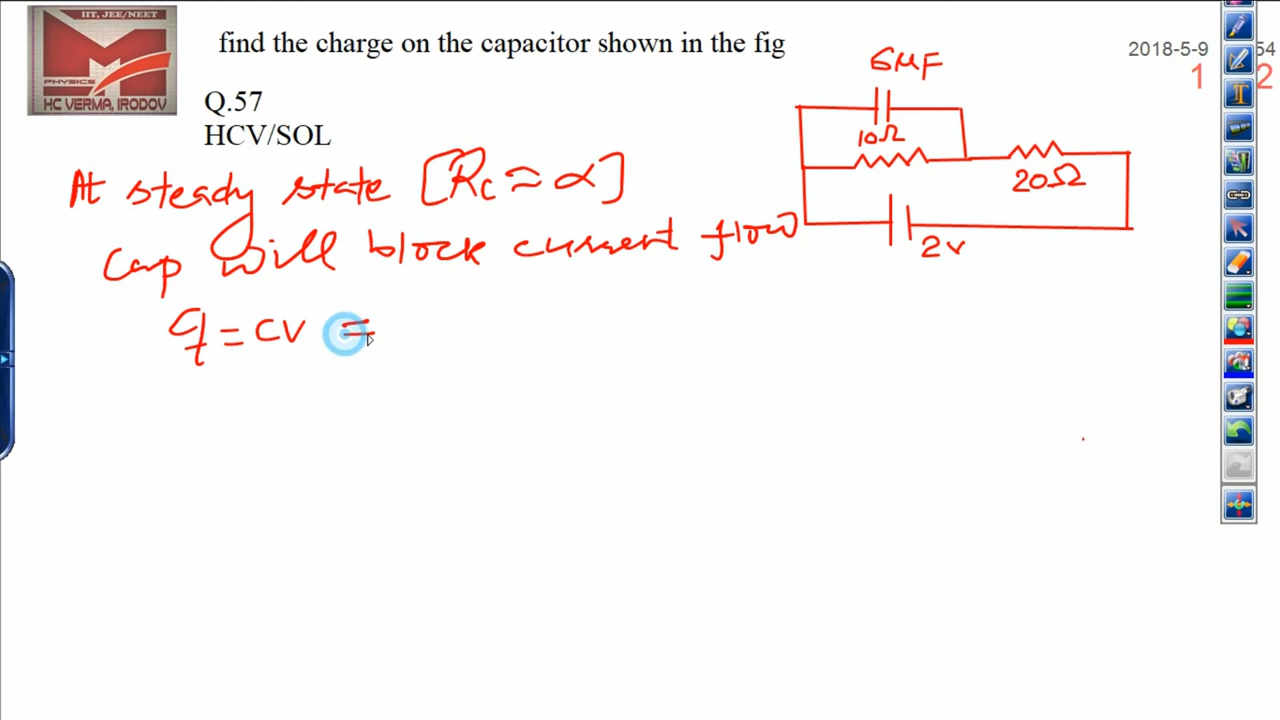 IIT, JEE/NEET
PHYSICS
HC VERMA, IRODOV
find the charge on the capacitor shown in the fig
2018-5-9 54
1 2
Q.57
HCV/SOL
6μF
10Ω
20Ω
2v
At steady state [Rc ≈ α]
Cap will block current flow
q = CV =